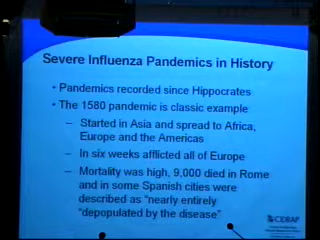 Severe Influenza Pandemics in History
• Pandemics recorded since Hippocrates
• The 1580 pandemic is classic example
– Started in Asia and spread to Africa,
Europe and the Americas
– In six weeks afflicted all of Europe
– Mortality was high, 9,000 died in Rome
and in some Spanish cities were
described as “nearly entirely
“depopulated by the disease”
CIDRAP